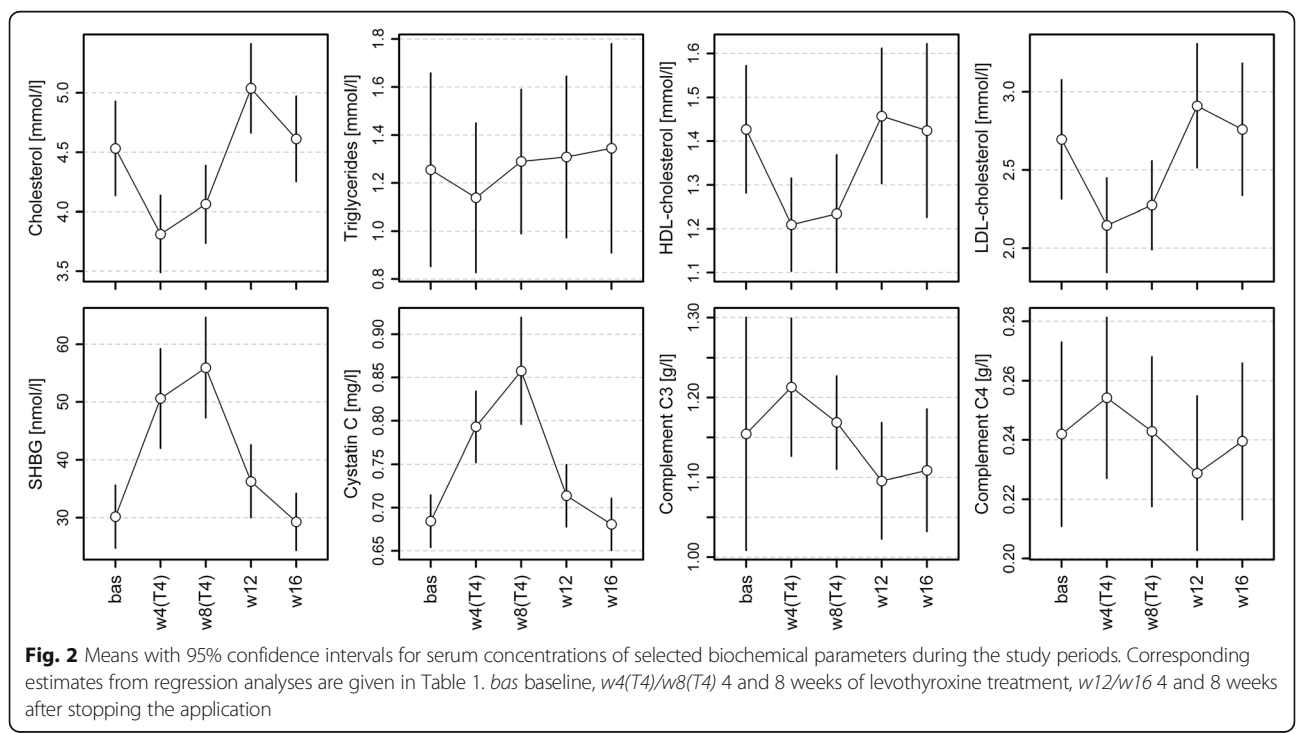 Cholesterol [mmol/l]
5.0
4.5
4.0
3.5
Triglycerides [mmol/l]
1.8
1.6
1.4
1.2
1.0
0.8
HDL-cholesterol [mmol/l]
1.6
1.5
1.4
1.3
1.2
1.1
LDL-cholesterol [mmol/l]
3.0
2.5
2.0
SHBG [nmol/l]
60
50
40
30
bas
w4(T4)
w8(T4)
w12
w16
Cystatin C [mg/l]
0.90
0.85
0.80
0.75
0.70
0.65
bas
w4(T4)
w8(T4)
w12
w16
Complement C3 [g/l]
1.30
1.20
1.10
1.00
bas
w4(T4)
w8(T4)
w12
w16
Complement C4 [g/l]
0.28
0.26
0.24
0.22
0.20
bas
w4(T4)
w8(T4)
w12
w16
Fig. 2 Means with 95% confidence intervals for serum concentrations of selected biochemical parameters during the study periods. Corresponding
estimates from regression analyses are given in Table 1. bas baseline, w4(T4)/w8(T4) 4 and 8 weeks of levothyroxine treatment, w12/w16 4 and 8 weeks
after stopping the application